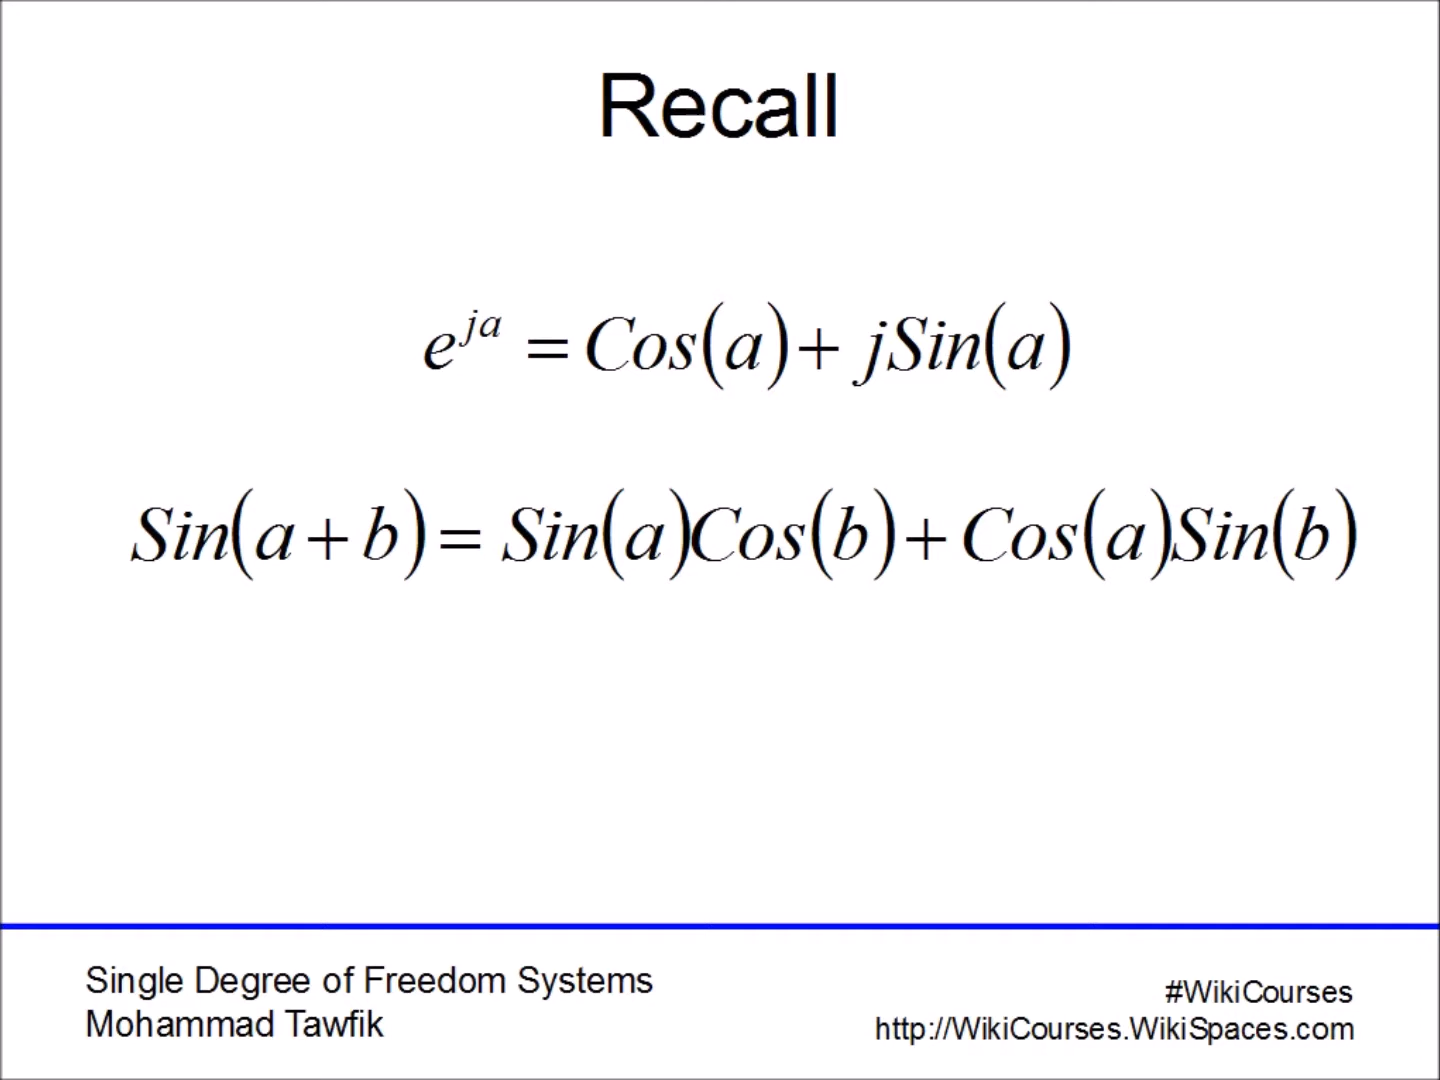 Recall
e^{ja} = Cos(a) + jSin(a)
Sin(a + b) = Sin(a)Cos(b) + Cos(a)Sin(b)
Single Degree of Freedom Systems
Mohammad Tawfik
#WikiCourses
http://WikiCourses.WikiSpaces.com